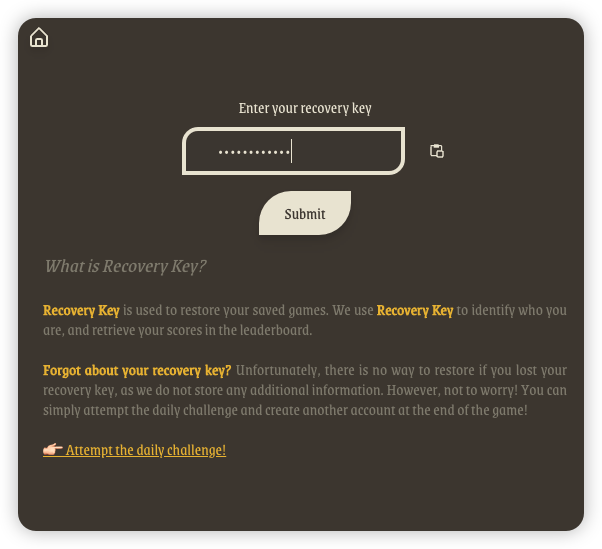 Enter your recovery key
••••••••••••
Submit
What is Recovery Key?
Recovery Key is used to restore your saved games. We use Recovery Key to identify who you
are, and retrieve your scores in the leaderboard.
Forgot about your recovery key? Unfortunately, there is no way to restore if you lost your
recovery key, as we do not store any additional information. However, not to worry! You can
simply attempt the daily challenge and create another account at the end of the game!
👉 Attempt the daily challenge!